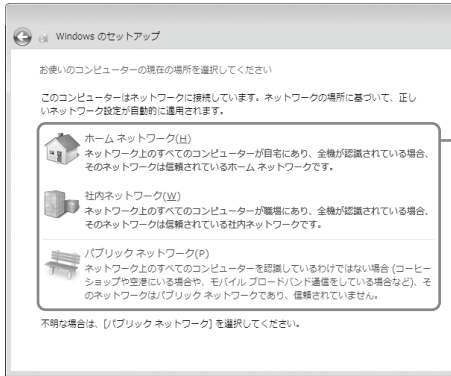 Windows のセットアップ
お使いのコンピューターの現在の場所を選択してください
このコンピューターはネットワークに接続しています。ネットワークの場所に基づいて、正し
いネットワーク設定が自動的に適用されます。
ホーム ネットワーク(H)
ネットワーク上のすべてのコンピューターが自宅にあり、全機が認識されている場合、
そのネットワークは信頼されているホーム ネットワークです。
社内ネットワーク(W)
ネットワーク上のすべてのコンピューターが職場にあり、全機が認識されている場合、
そのネットワークは信頼されている社内ネットワークです。
パブリック ネットワーク(P)
ネットワーク上のすべてのコンピューターを認識しているわけではない場合 (コーヒー
ショップや空港にいる場合や、モバイル ブロードバンド通信をしている場合など)、そ
のネットワークはパブリック ネットワークであり、信頼されていません。
不明な場合は、[パブリック ネットワーク] を選択してください。